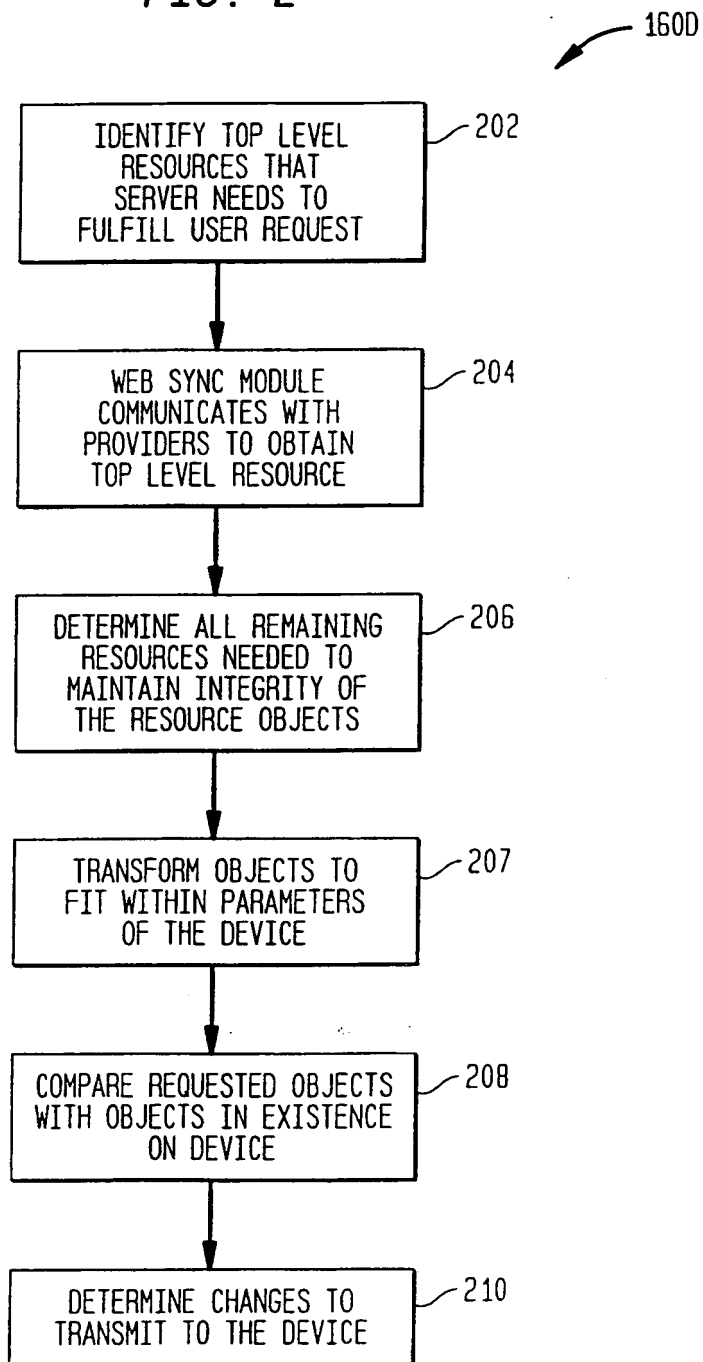 FIG. 2
160D
IDENTIFY TOP LEVEL
RESOURCES THAT
SERVER NEEDS TO
FULFILL USER REQUEST
202
WEB SYNC MODULE
COMMUNICATES WITH
PROVIDERS TO OBTAIN
TOP LEVEL RESOURCE
204
DETERMINE ALL REMAINING
RESOURCES NEEDED TO
MAINTAIN INTEGRITY OF
THE RESOURCE OBJECTS
206
TRANSFORM OBJECTS TO
FIT WITHIN PARAMETERS
OF THE DEVICE
207
COMPARE REQUESTED OBJECTS
WITH OBJECTS IN EXISTENCE
ON DEVICE
208
DETERMINE CHANGES TO
TRANSMIT TO THE DEVICE
210